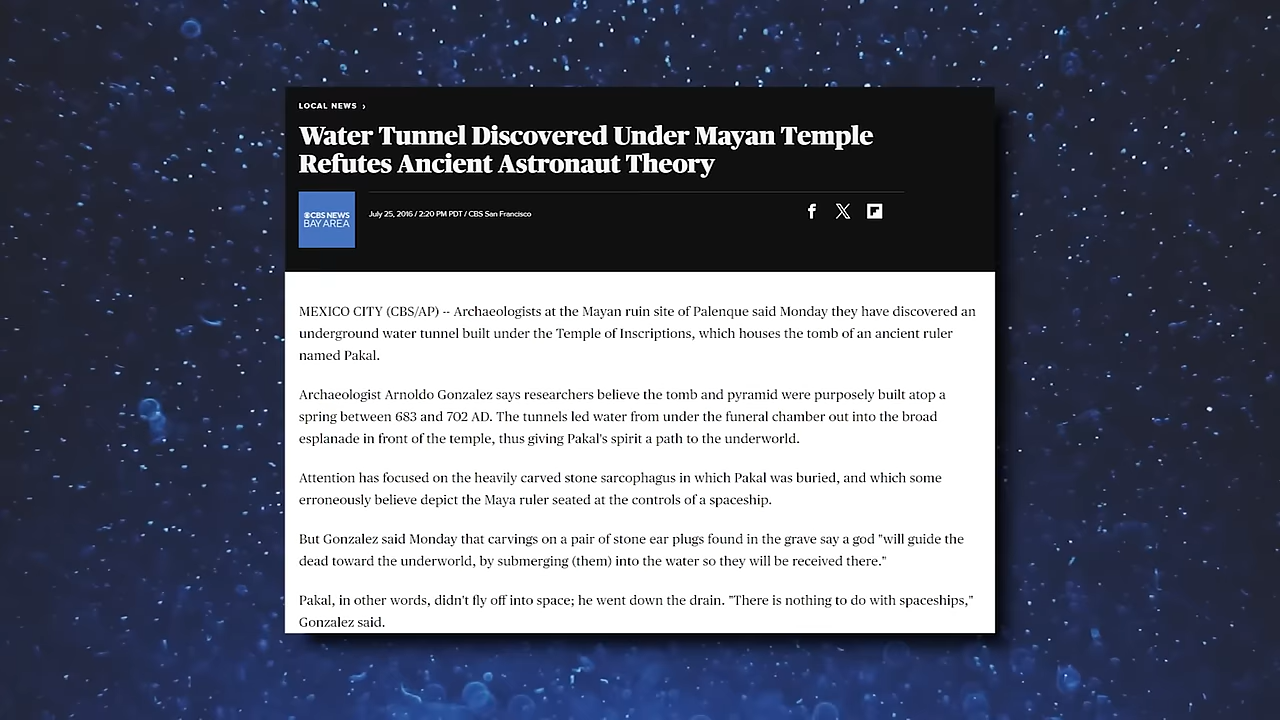 LOCAL NEWS ›
Water Tunnel Discovered Under Mayan Temple
Refutes Ancient Astronaut Theory
CBS NEWS
BAY AREA
July 25, 2016 / 2:20 PM PDT / CBS San Francisco
MEXICO CITY (CBS/AP) -- Archaeologists at the Mayan ruin site of Palenque said Monday they have discovered an
underground water tunnel built under the Temple of Inscriptions, which houses the tomb of an ancient ruler
named Pakal.
Archaeologist Arnoldo Gonzalez says researchers believe the tomb and pyramid were purposely built atop a
spring between 683 and 702 AD. The tunnels led water from under the funeral chamber out into the broad
esplanade in front of the temple, thus giving Pakal's spirit a path to the underworld.
Attention has focused on the heavily carved stone sarcophagus in which Pakal was buried, and which some
erroneously believe depict the Maya ruler seated at the controls of a spaceship.
But Gonzalez said Monday that carvings on a pair of stone ear plugs found in the grave say a god "will guide the
dead toward the underworld, by submerging (them) into the water so they will be received there."
Pakal, in other words, didn't fly off into space; he went down the drain. "There is nothing to do with spaceships,"
Gonzalez said.